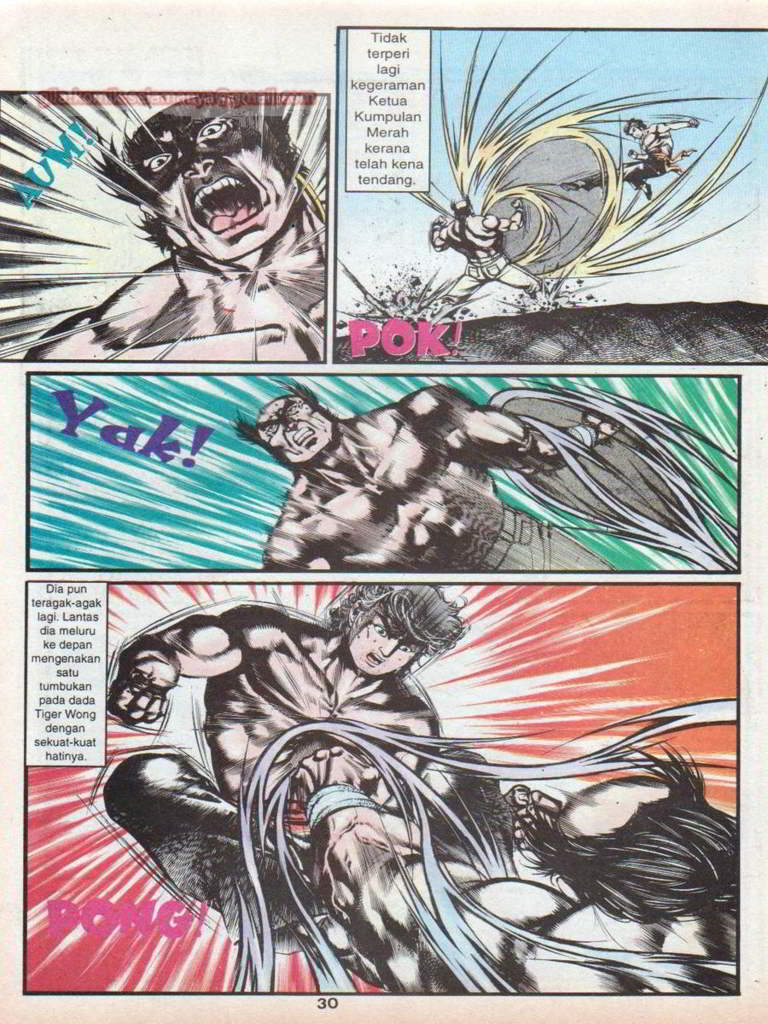 AUM!
Tidak
terperi
lagi
kegeraman
Ketua
Kumpulan
Merah
kerana
telah kena
tendang.
POK!
Yak!
Dia pun
teragak-agak
lagi. Lantas
dia meluru
ke depan
mengenakan
satu
tumbukan
pada dada
Tiger Wong
dengan
sekuat-kuat
hatinya.
PONG!
30